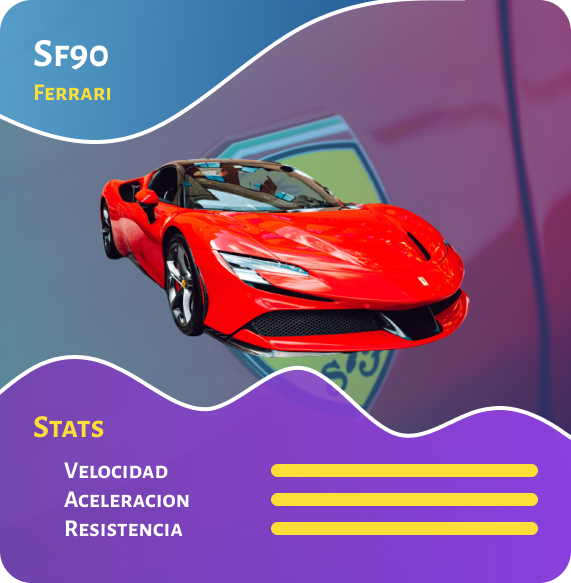 Sf90
Ferrari
Stats
Velocidad
Aceleracion
Resistencia